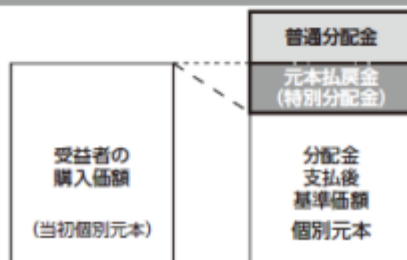 普通分配金
元本払戻金
(特別分配金)
受益者の
購入価額
(当初個別元本)
分配金
支払後
基準価額
個別元本